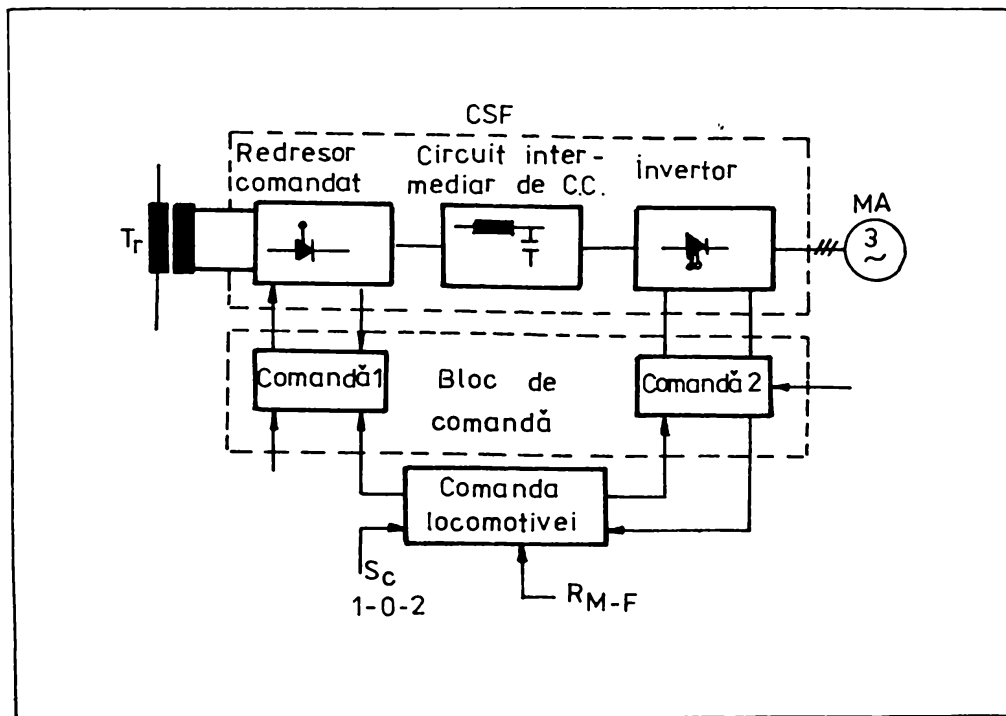 CSF
Redresor
comandat
Circuit inter-
mediar de C.C.
Invertor
MA
3
~
Tr
Comandă1
Bloc de
comandă
Comandă 2
Comanda
locomotivei
Sc
1-0-2
RM-F